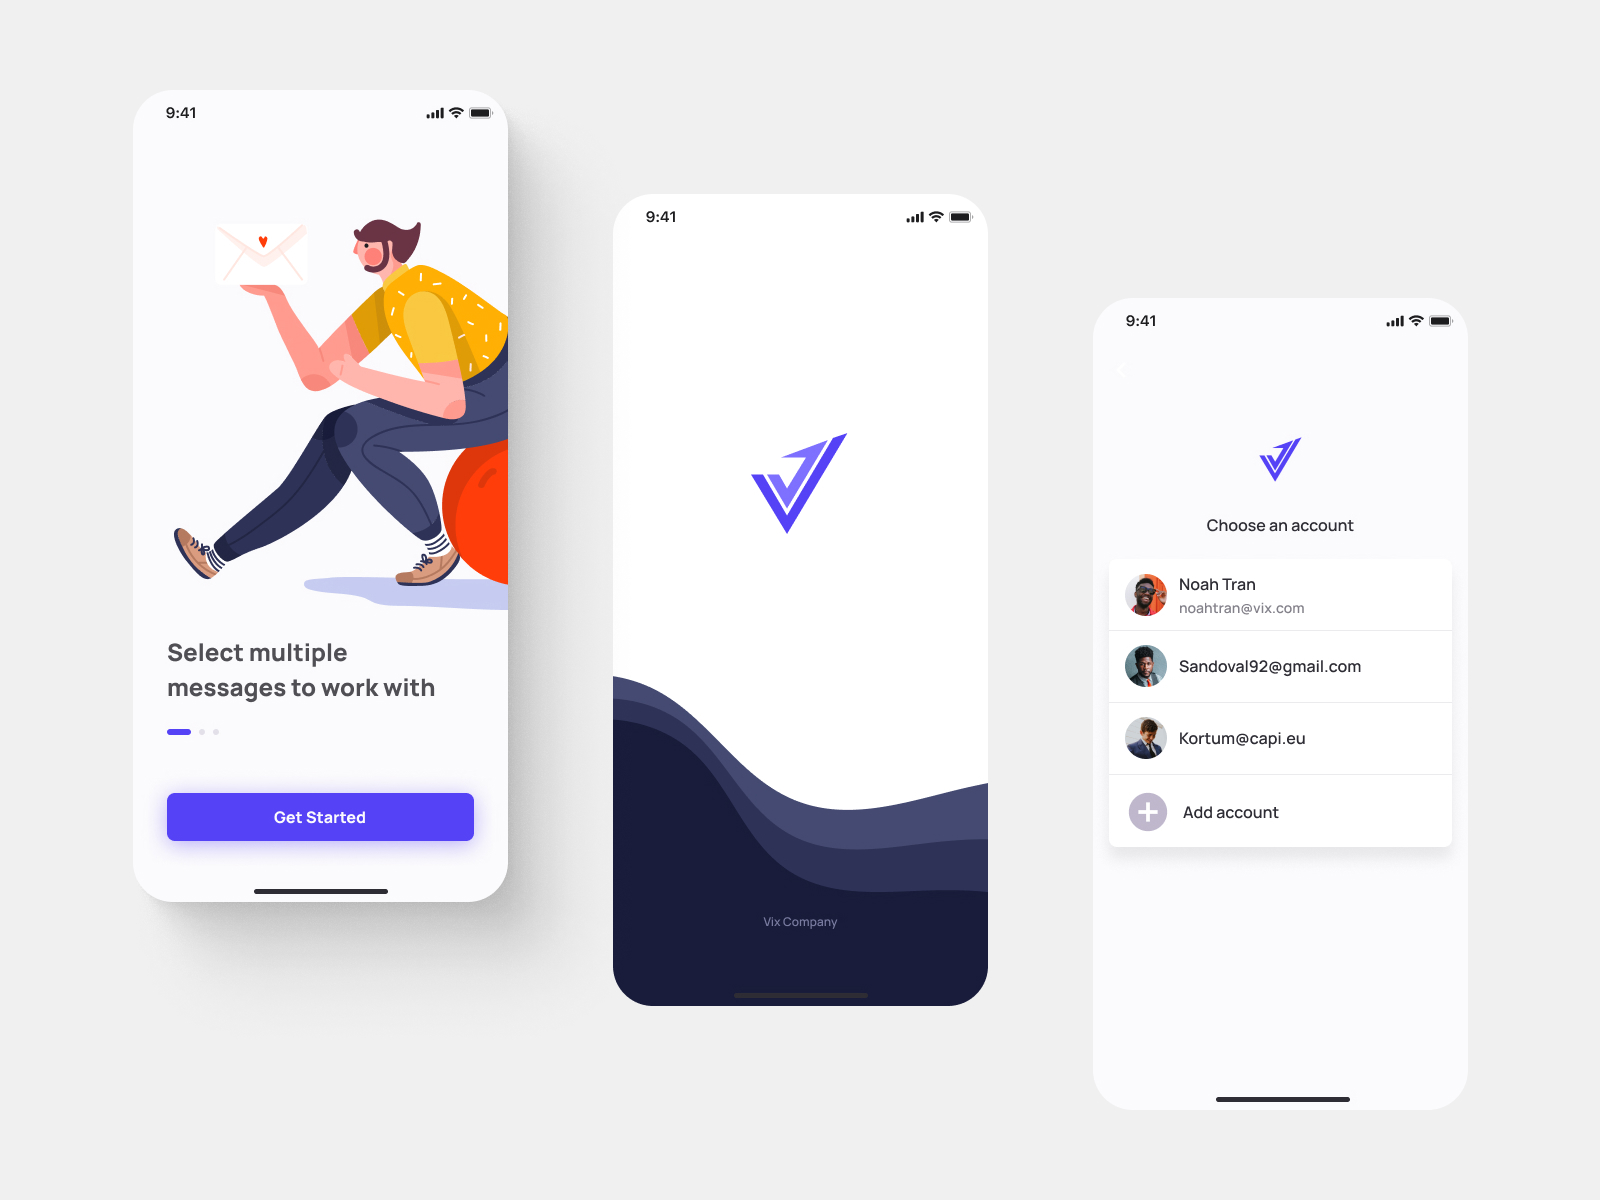 9:41
Select multiple
messages to work with
Get Started
9:41
Vix Company
9:41
Choose an account
Noah Tran
noahtran@vix.com
Sandoval92@gmail.com
Kortum@capi.eu
Add account